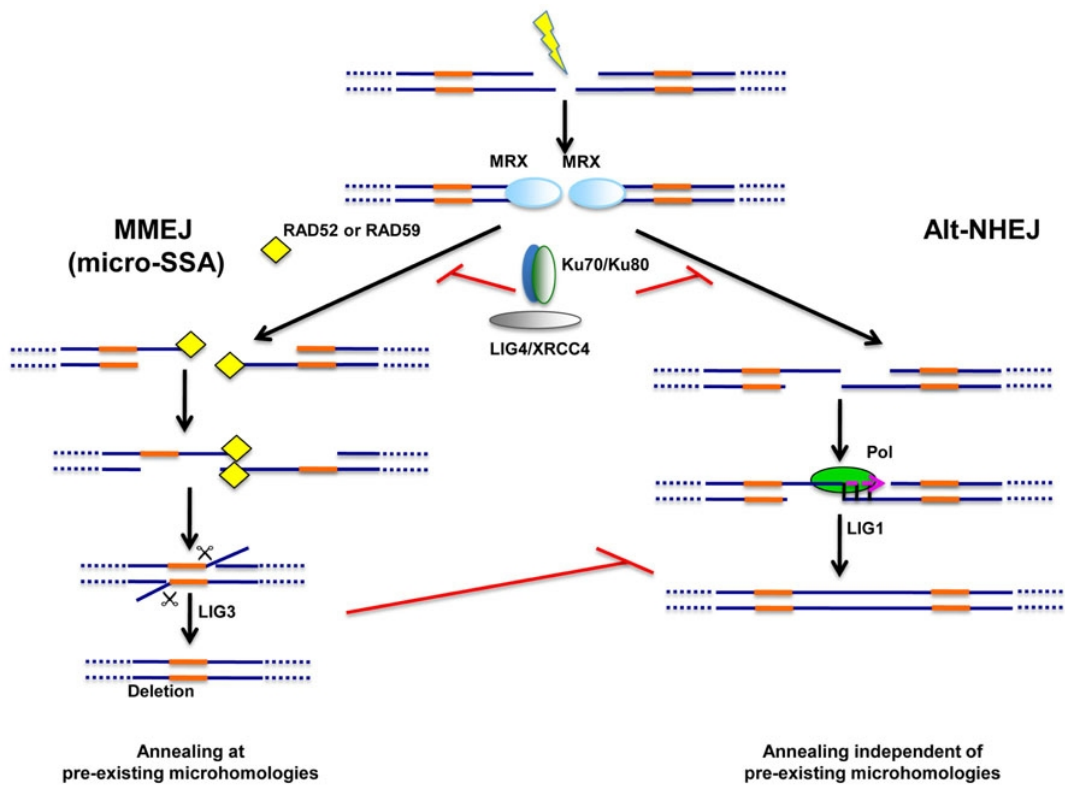 MRX MRX
MMEJ
(micro-SSA)
RAD52 or RAD59
Alt-NHEJ
Ku70/Ku80
LIG4/XRCC4
Pol
LIG1
LIG3
Deletion
Annealing at
pre-existing microhomologies
Annealing independent of
pre-existing microhomologies